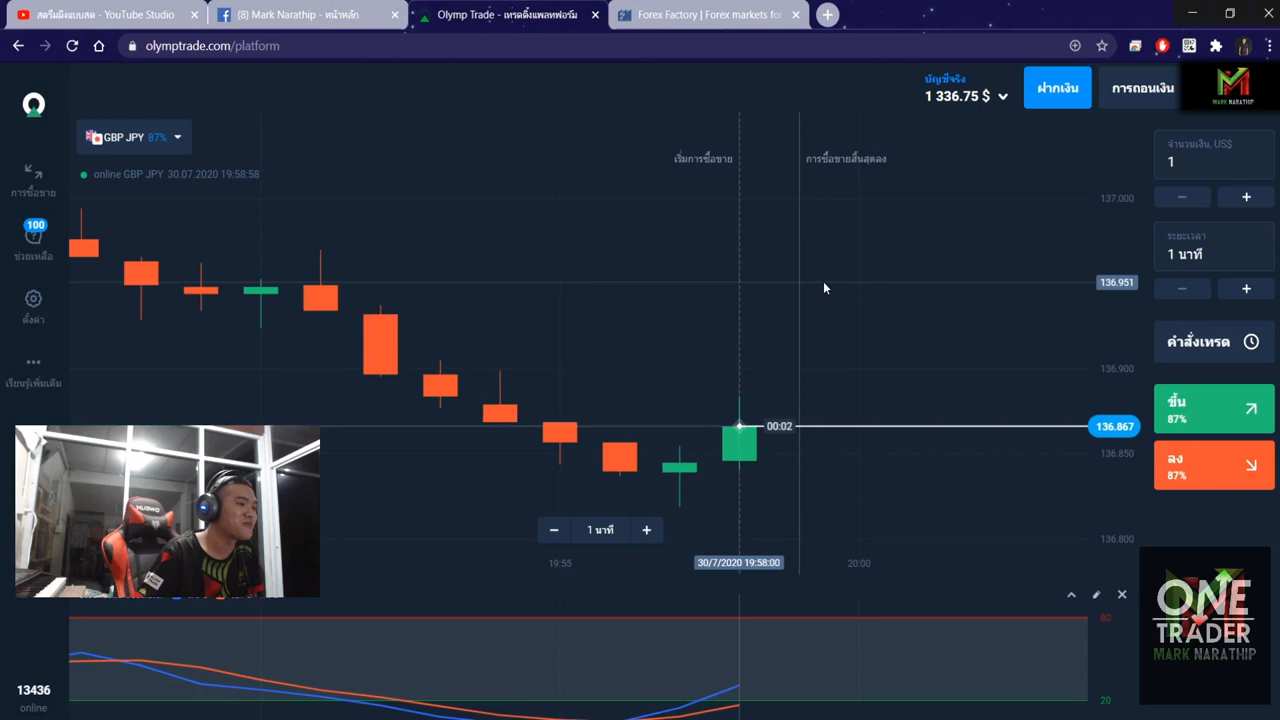 สตรีมมิงแบบสด - YouTube Studio
(8) Mark Narathip - หน้าหลัก
Olymp Trade - เทรดดิ้งแพลทฟอร์ม
Forex Factory | Forex markets for
olymptrade.com/platform
บัญชีจริง
1 336.75 $
ฝากเงิน
การถอนเงิน
MARK NARATHIP
GBP JPY 87%
เริ่มการซื้อขาย
การซื้อขายสิ้นสุดลง
online GBP JPY 30.07.2020 19:58:58
จำนวนเงิน, US$
1
ระยะเวลา
1 นาที
คำสั่งเทรด
ขึ้น
87%
ลง
87%
การซื้อขาย
100
ช่วยเหลือ
ตั้งค่า
เรียนรู้เพิ่มเติม
137.000
136.951
136.900
136.867
136.850
136.800
00:02
HUGWO
1 นาที
19:55
30/7/2020 19:58:00
20:00
80
20
ONE
TRADER
MARK NARATHIP
13436
online